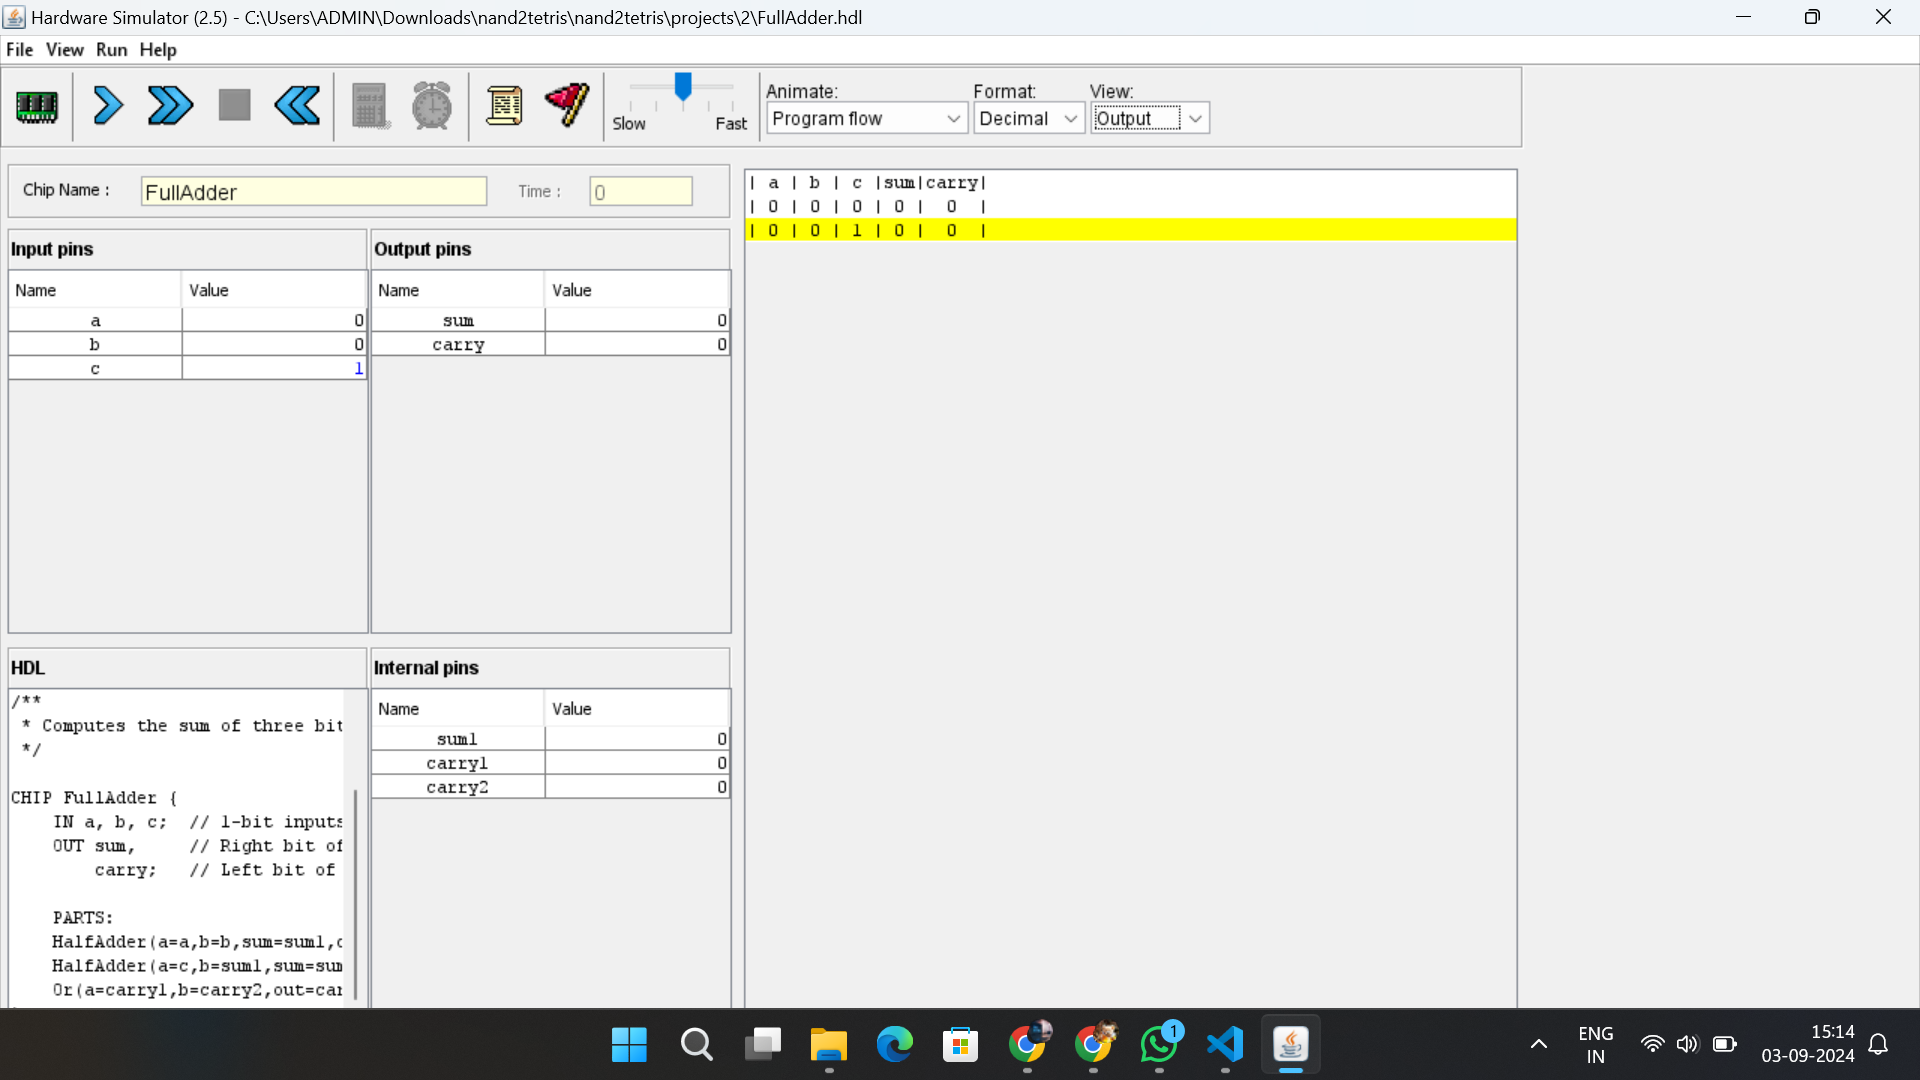 Hardware Simulator (2.5) - C:\Users\ADMIN\Downloads\nand2tetris\nand2tetris\projects\2\FullAdder.hdl
File View Run Help
Slow Fast
Animate:
Program flow
Format:
Decimal
View:
Output
Chip Name :
FullAdder
Time :
0
Input pins
Name Value
a 0
b 0
c 1
Output pins
Name Value
sum 0
carry 0
| a | b | c |sum|carry|
| 0 | 0 | 0 | 0 | 0 |
| 0 | 0 | 1 | 0 | 0 |
HDL
/**
* Computes the sum of three bit
*/
CHIP FullAdder {
IN a, b, c; // 1-bit inputs
OUT sum, // Right bit of
carry; // Left bit of
PARTS:
HalfAdder(a=a,b=b,sum=sum1,c
HalfAdder(a=c,b=sum1,sum=sum
Or(a=carry1,b=carry2,out=car
Internal pins
Name Value
sum1 0
carry1 0
carry2 0
1
ENG
IN
15:14
03-09-2024